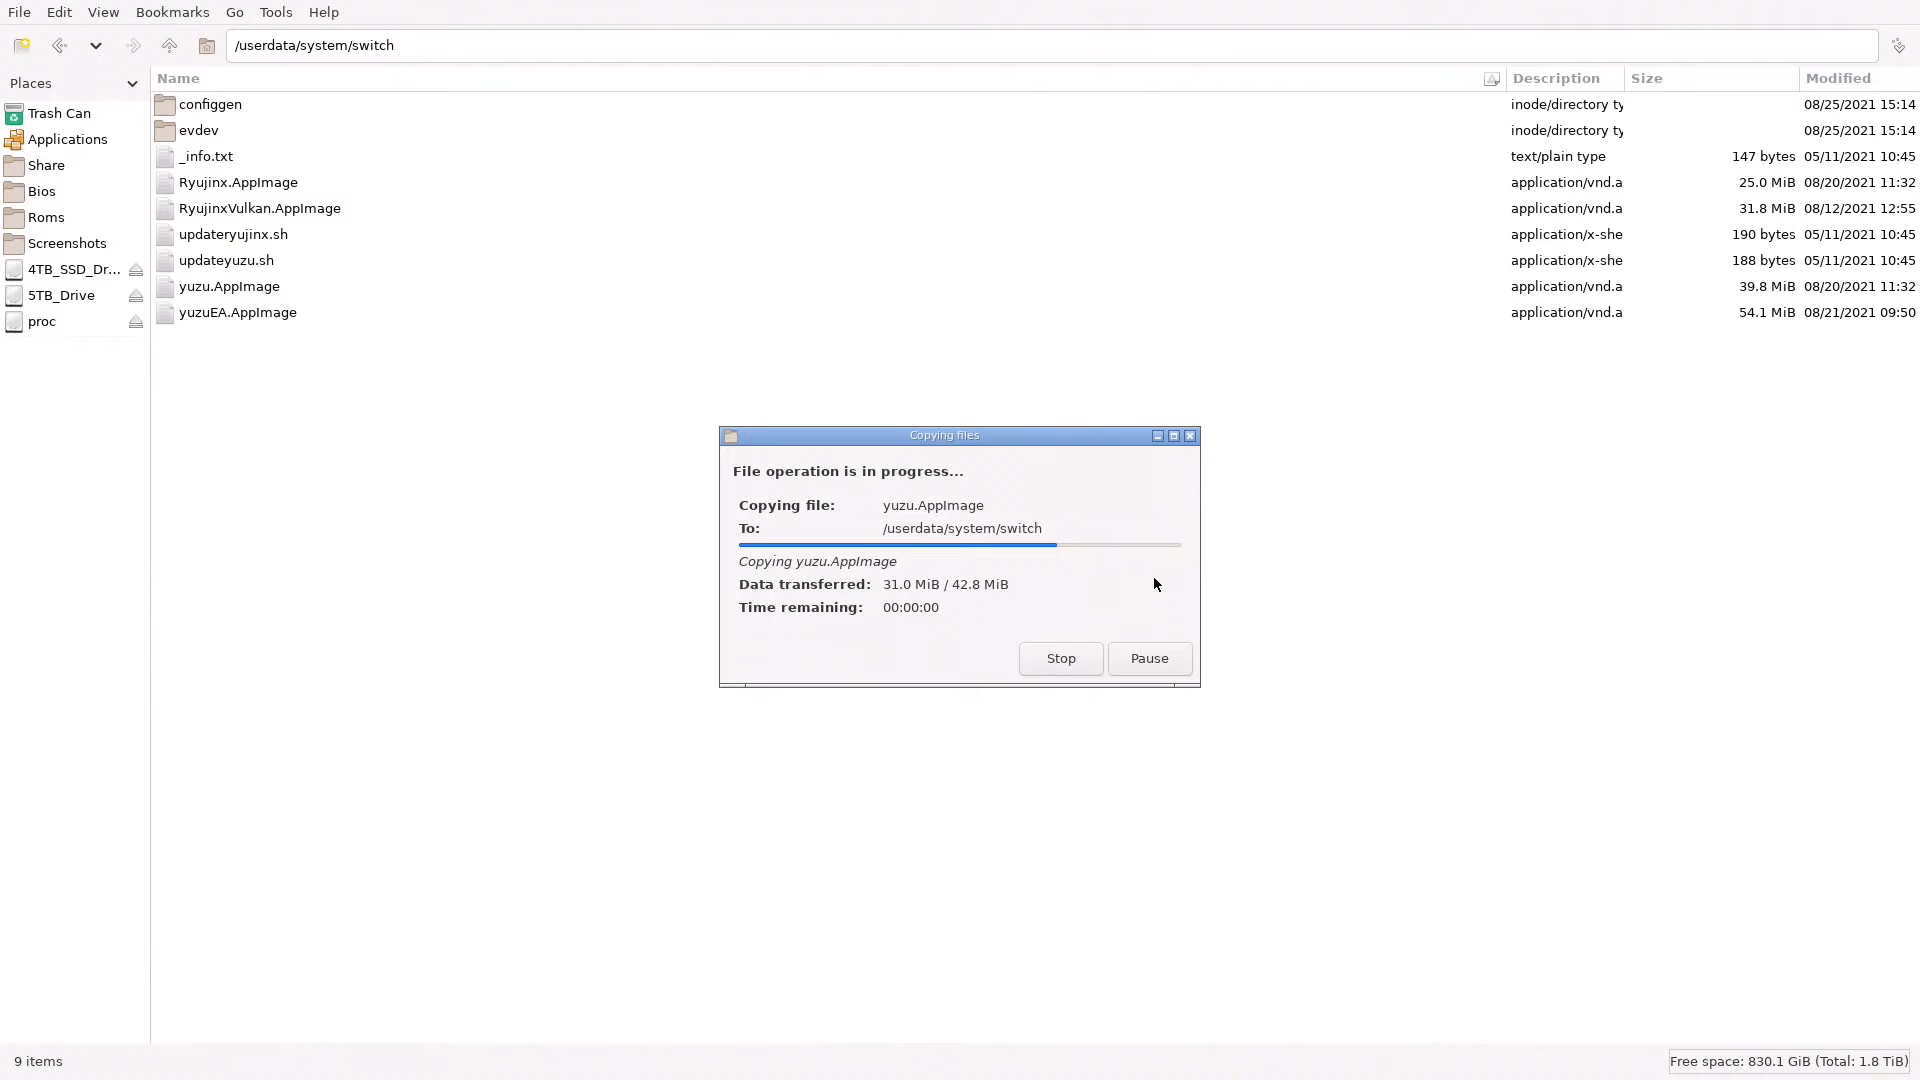 File Edit View Bookmarks Go Tools Help
/userdata/system/switch
Places
Trash Can
Applications
Share
Bios
Roms
Screenshots
4TB_SSD_Dr...
5TB_Drive
proc
Name Description Size Modified
configgen inode/directory ty 08/25/2021 15:14
evdev inode/directory ty 08/25/2021 15:14
_info.txt text/plain type 147 bytes 05/11/2021 10:45
Ryujinx.AppImage application/vnd.a 25.0 MiB 08/20/2021 11:32
RyujinxVulkan.AppImage application/vnd.a 31.8 MiB 08/12/2021 12:55
updateryujinx.sh application/x-she 190 bytes 05/11/2021 10:45
updateyuzu.sh application/x-she 188 bytes 05/11/2021 10:45
yuzu.AppImage application/vnd.a 39.8 MiB 08/20/2021 11:32
yuzuEA.AppImage application/vnd.a 54.1 MiB 08/21/2021 09:50
Copying files
File operation is in progress...
Copying file: yuzu.AppImage
To: /userdata/system/switch
Copying yuzu.AppImage
Data transferred: 31.0 MiB / 42.8 MiB
Time remaining: 00:00:00
Stop Pause
9 items Free space: 830.1 GiB (Total: 1.8 TiB)